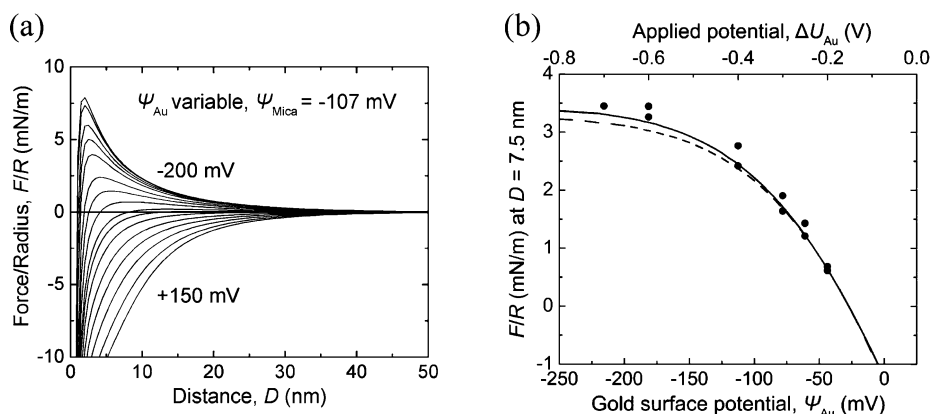 (a)
10
5
0
-5
-10
Force/Radius, F/R (mN/m)
Ψ_Au variable, Ψ_Mica = -107 mV
-200 mV
+150 mV
0 10 20 30 40 50
Distance, D (nm)
(b)
Applied potential, ΔU_Au (V)
-0.8 -0.6 -0.4 -0.2 0.0
4
3
2
1
0
-1
F/R (mN/m) at D = 7.5 nm
-250 -200 -150 -100 -50 0
Gold surface potential, Ψ_Au (mV)